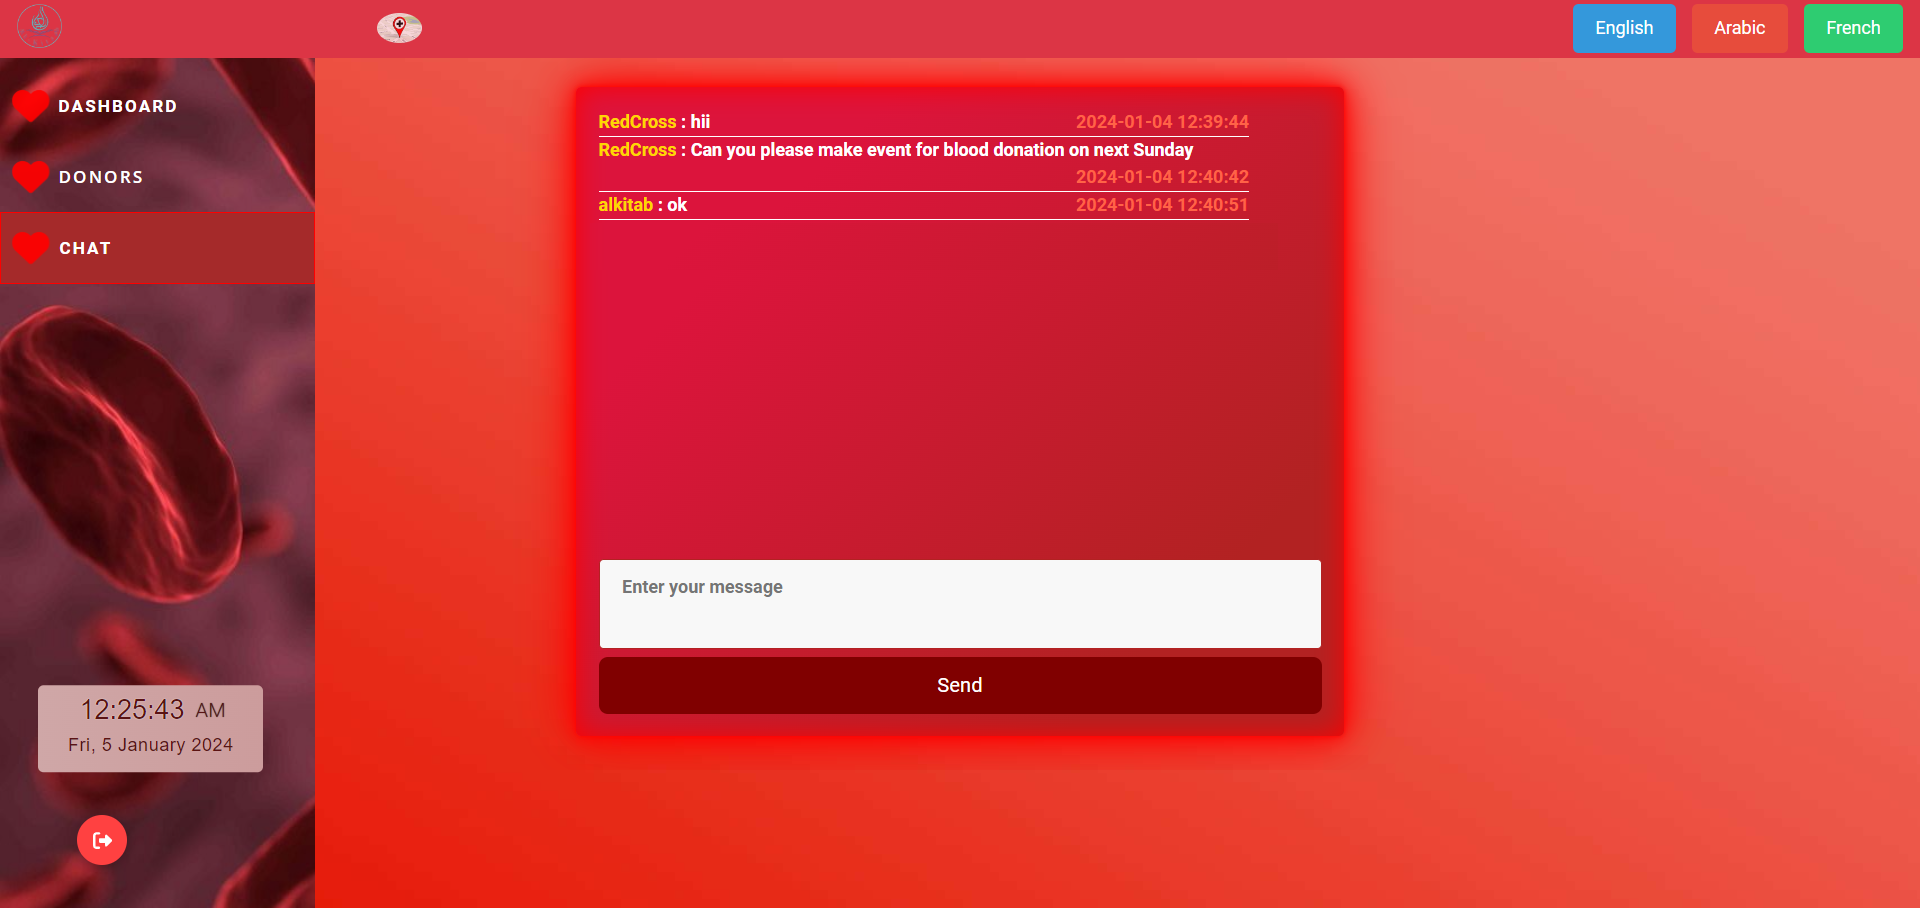 English Arabic French
DASHBOARD
DONORS
CHAT
12:25:43 AM
Fri, 5 January 2024
RedCross : hii 2024-01-04 12:39:44
RedCross : Can you please make event for blood donation on next Sunday
2024-01-04 12:40:42
alkitab : ok 2024-01-04 12:40:51
Enter your message
Send